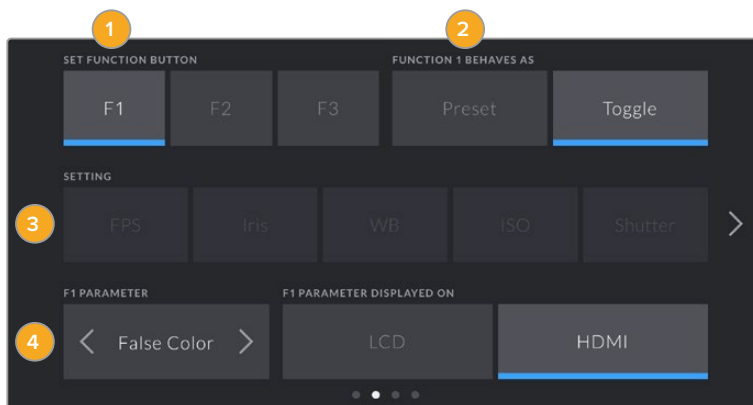 1 2
SET FUNCTION BUTTON FUNCTION 1 BEHAVES AS
F1 F2 F3 Preset Toggle
SETTING
3 FPS Iris WB ISO Shutter
F1 PARAMETER F1 PARAMETER DISPLAYED ON
4 False Color LCD HDMI